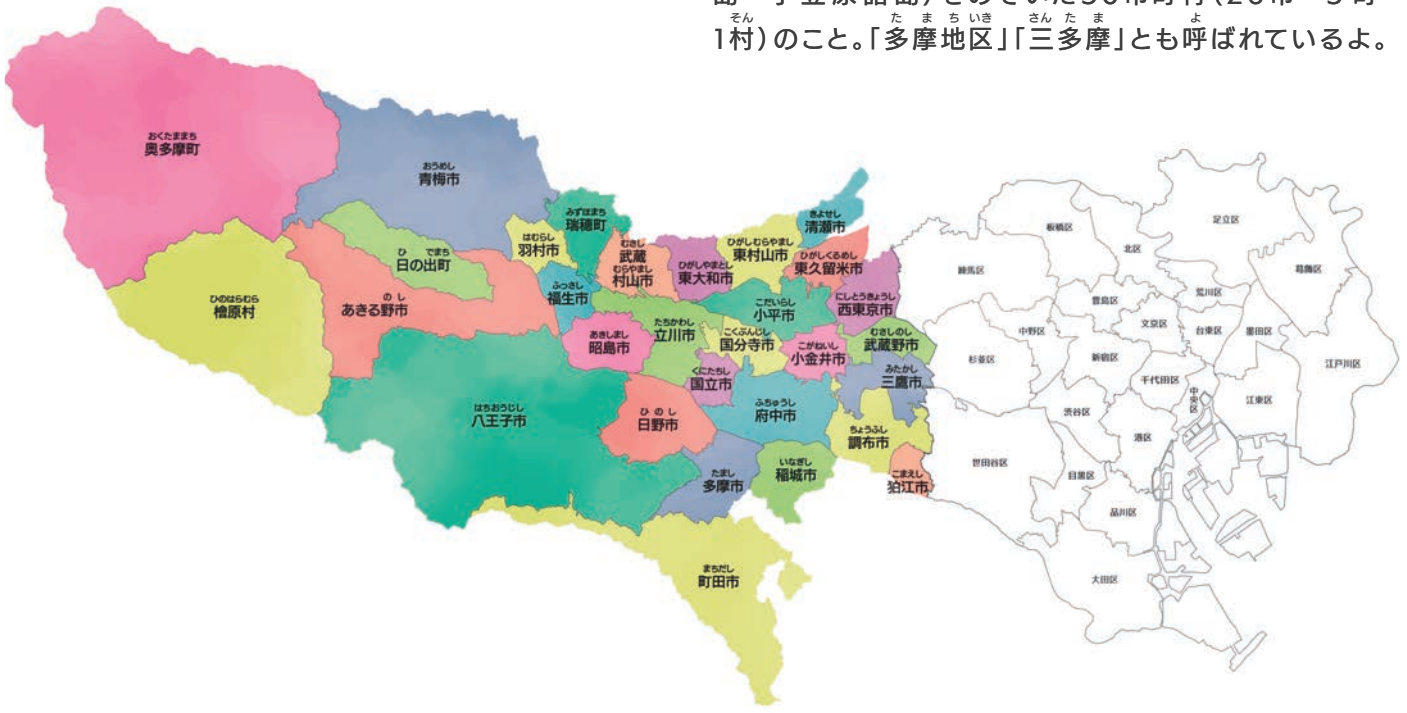 1村)のこと。「多摩地区」「三多摩」とも呼ばれているよ。
そん
た ま ち いき
さん た ま
よ
おくたままち
奥多摩町
おうめし
青梅市
みずほまち
瑞穂町
はむらし
羽村市
ひ でまち
日の出町
ひのはらむら
檜原村
のし
あきる野市
ふっさし
福生市
むさし
武蔵
むらやまし
村山市
ひがしやまとし
東大和市
ひがしむらやまし
東村山市
きよせし
清瀬市
ひがしくるめし
東久留米市
にしとうきょうし
西東京市
こだいらし
小平市
たちかわし
立川市
あきしまし
昭島市
こくぶんじし
国分寺市
こがねいし
小金井市
むさしのし
武蔵野市
みたかし
三鷹市
くにたちし
国立市
ふちゅうし
府中市
ちょうふし
調布市
こまえし
狛江市
はちおうじし
八王子市
ひのし
日野市
たまし
多摩市
いなぎし
稲城市
まちだし
町田市
足立区
板橋区
北区
葛飾区
練馬区
荒川区
豊島区
文京区
台東区
墨田区
中野区
杉並区
新宿区
千代田区
江戸川区
中央区
江東区
渋谷区
港区
世田谷区
目黒区
品川区
大田区